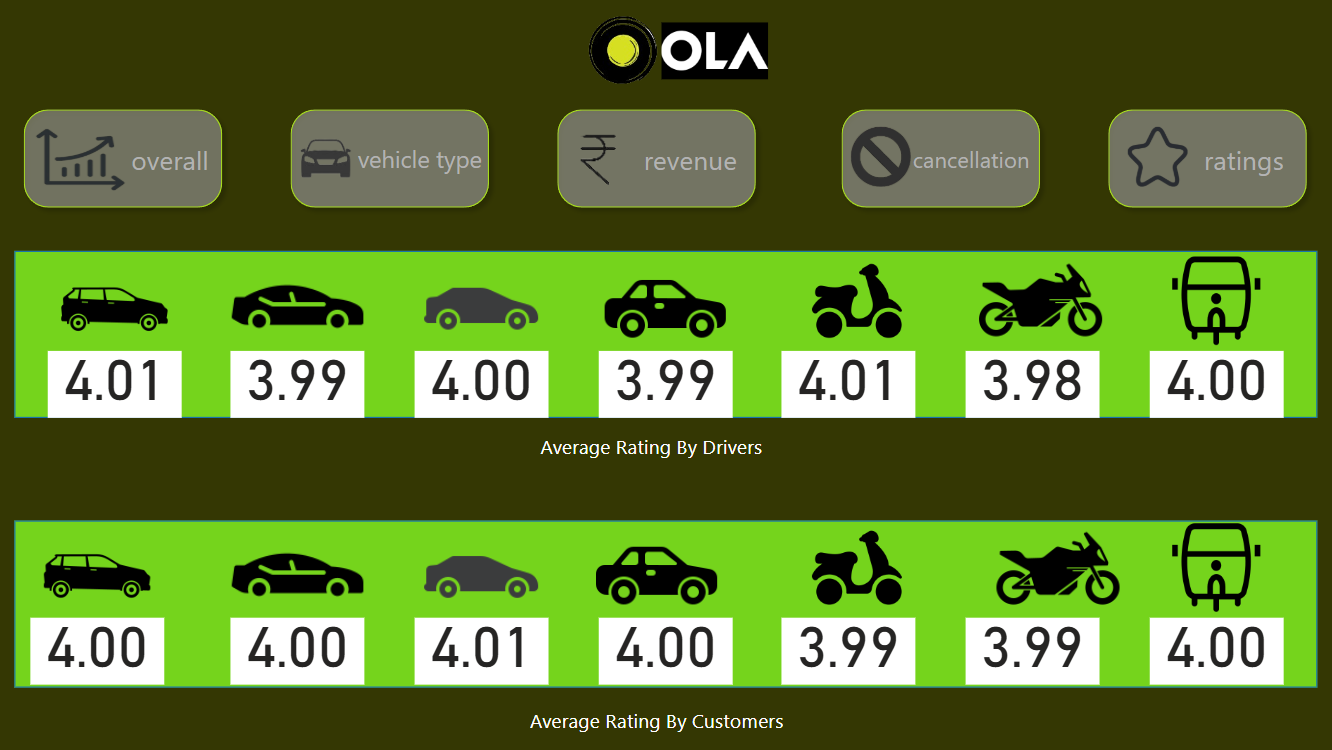 OLA
overall
vehicle type
revenue
cancellation
ratings
4.01
3.99
4.00
3.99
4.01
3.98
4.00
Average Rating By Drivers
4.00
4.00
4.01
4.00
3.99
3.99
4.00
Average Rating By Customers